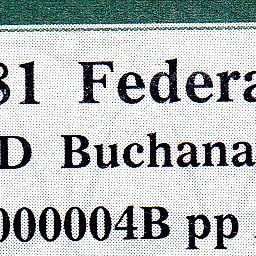 31 Federa
D Buchana
000004B pp